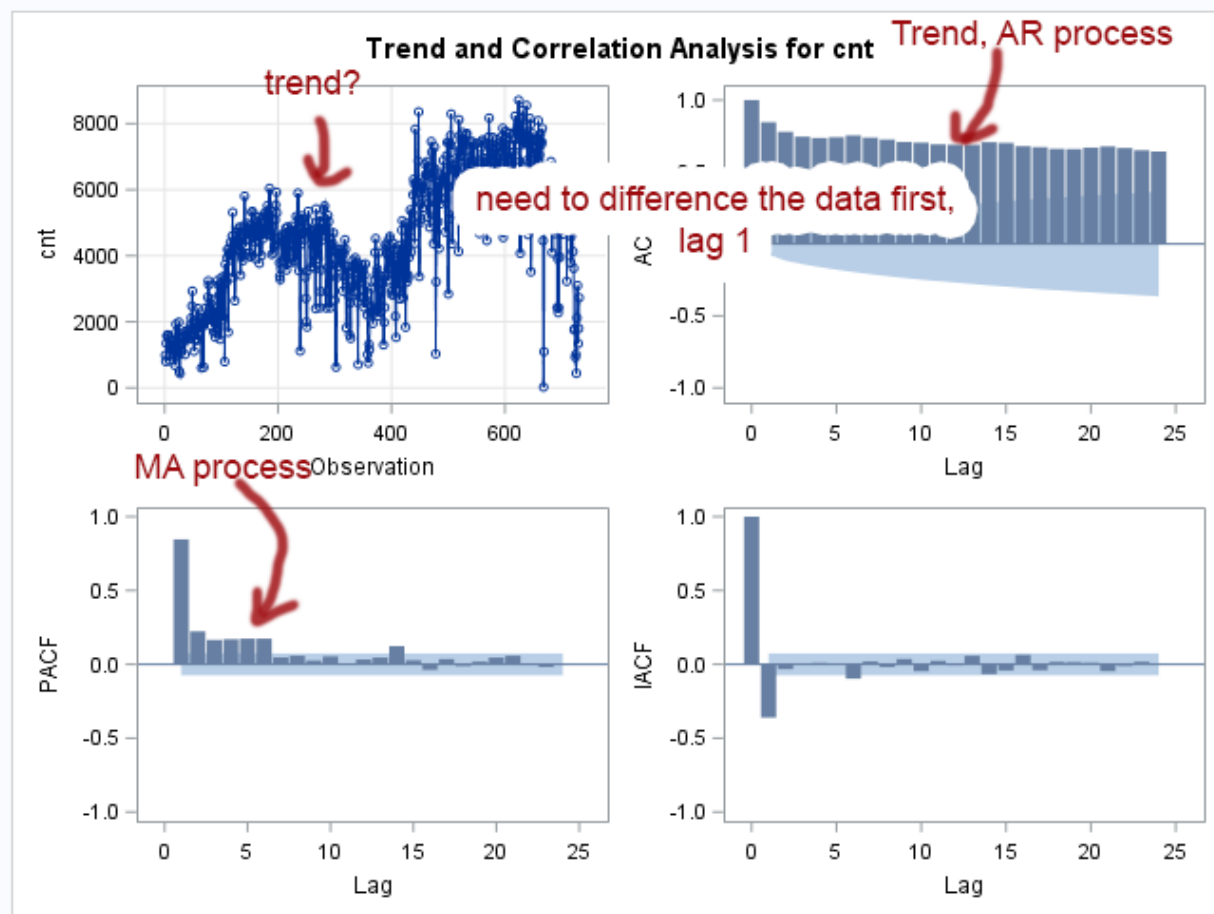 Trend, AR process
Trend and Correlation Analysis for cnt
trend?
8000
6000
4000
2000
0
cnt
0 200 400 600
Observation
need to difference the data first,
lag 1
1.0
-0.5
-1.0
AC
0 5 10 15 20 25
Lag
MA process
1.0
0.5
0.0
-0.5
-1.0
PACF
0 5 10 15 20 25
Lag
1.0
0.5
0.0
-0.5
-1.0
IACF
0 5 10 15 20 25
Lag